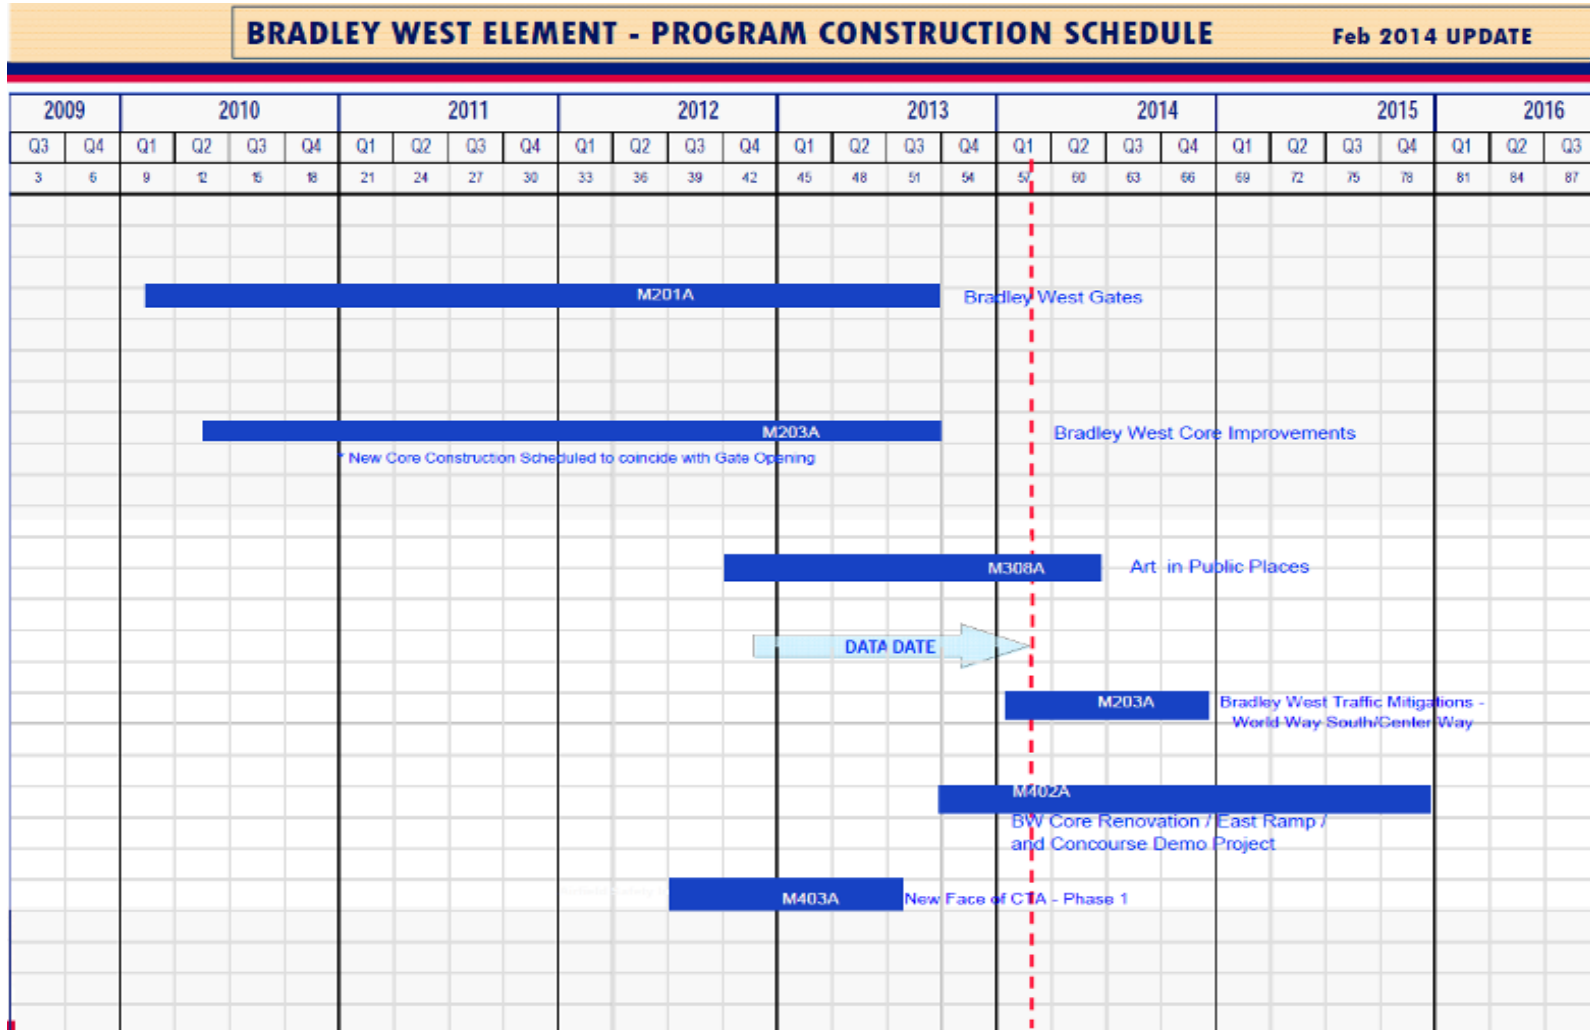 BRADLEY WEST ELEMENT - PROGRAM CONSTRUCTION SCHEDULE Feb 2014 UPDATE
2009 2010 2011 2012 2013 2014 2015 2016
Q3 Q4 Q1 Q2 Q3 Q4 Q1 Q2 Q3 Q4 Q1 Q2 Q3 Q4 Q1 Q2 Q3 Q4 Q1 Q2 Q3 Q4 Q1 Q2 Q3 Q4 Q1 Q2 Q3
3 6 9 12 15 18 21 24 27 30 33 36 39 42 45 48 51 54 57 60 63 66 69 72 75 78 81 84 87
M201A Bradley West Gates
M203A Bradley West Core Improvements
* New Core Construction Scheduled to coincide with Gate Opening
M308A Art in Public Places
DATA DATE
M203A Bradley West Traffic Mitigations -
World Way South/Center Way
M402A
BW Core Renovation / East Ramp /
and Concourse Demo Project
M403A New Face of CTA - Phase 1